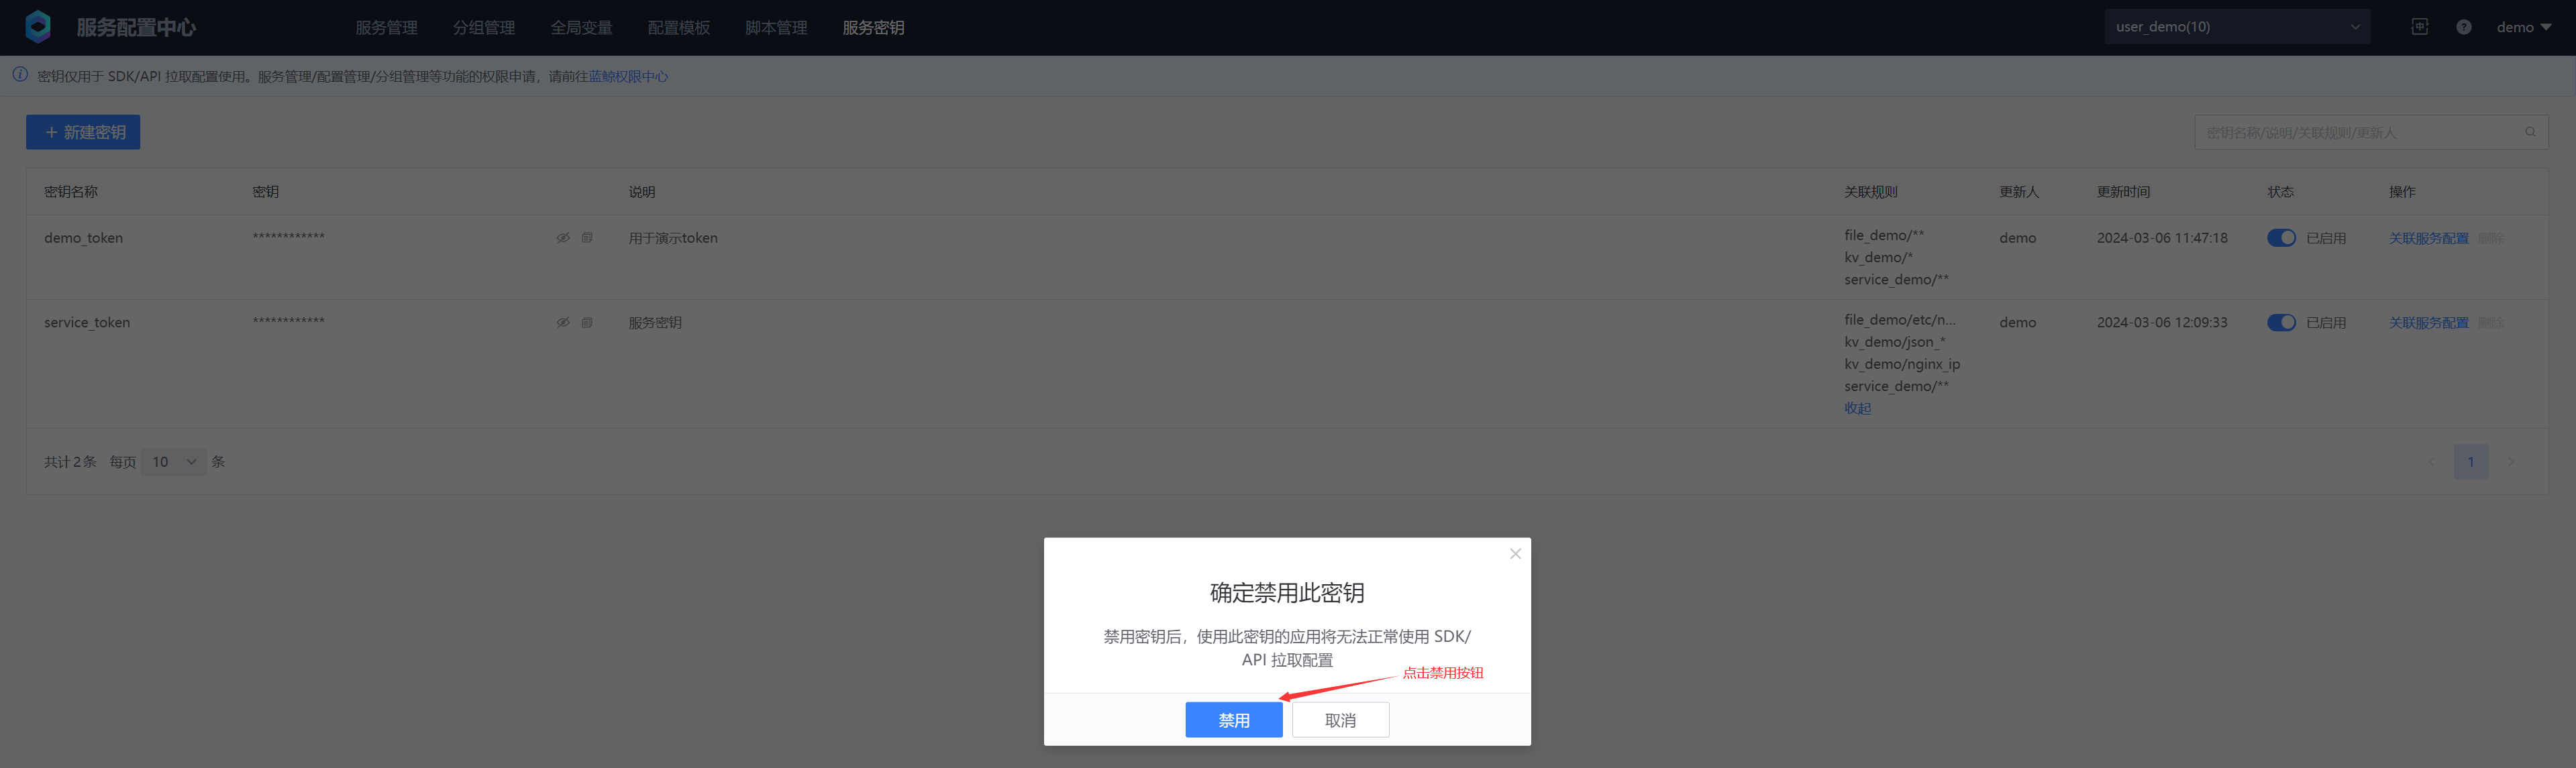 服务配置中心 服务管理 分组管理 全局变量 配置模板 脚本管理 服务密钥 user_demo(10) 中 ? demo
密钥仅用于 SDK/API 拉取配置使用。服务管理/配置管理/分组管理等功能的权限申请，请前往蓝鲸权限中心
+ 新建密钥 密钥名称/说明/关联规则/更新人
密钥名称 密钥 说明 关联规则 更新人 更新时间 状态 操作
demo_token ************ 用于演示token file_demo/** demo 2024-03-06 11:47:18 已启用 关联服务配置 删除
kv_demo/*
service_demo/**
service_token ************ 服务密钥 file_demo/etc/n... demo 2024-03-06 12:09:33 已启用 关联服务配置 删除
kv_demo/json_*
kv_demo/nginx_ip
service_demo/**
收起
共计 2 条 每页 10 条 1
确定禁用此密钥
禁用密钥后，使用此密钥的应用将无法正常使用 SDK/
API 拉取配置
点击禁用按钮
禁用 取消